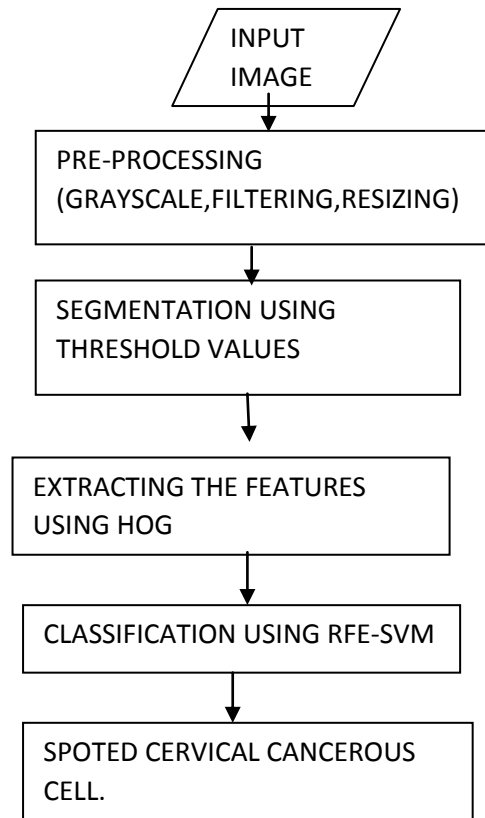 INPUT
IMAGE
PRE-PROCESSING
(GRAYSCALE,FILTERING,RESIZING)
SEGMENTATION USING
THRESHOLD VALUES
EXTRACTING THE FEATURES
USING HOG
CLASSIFICATION USING RFE-SVM
SPOTED CERVICAL CANCEROUS
CELL.